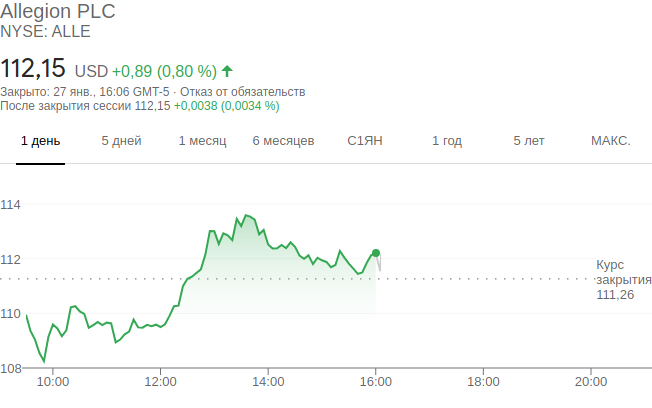 Allegion PLC
NYSE: ALLE
112,15 USD +0,89 (0,80 %)
Закрыто: 27 янв., 16:06 GMT-5 · Отказ от обязательств
После закрытия сессии 112,15 +0,0038 (0,0034 %)
1 день 5 дней 1 месяц 6 месяцев С1ЯН 1 год 5 лет МАКС.
114
112
Курс
закрытия
111,26
110
108
10:00 12:00 14:00 16:00 18:00 20:00